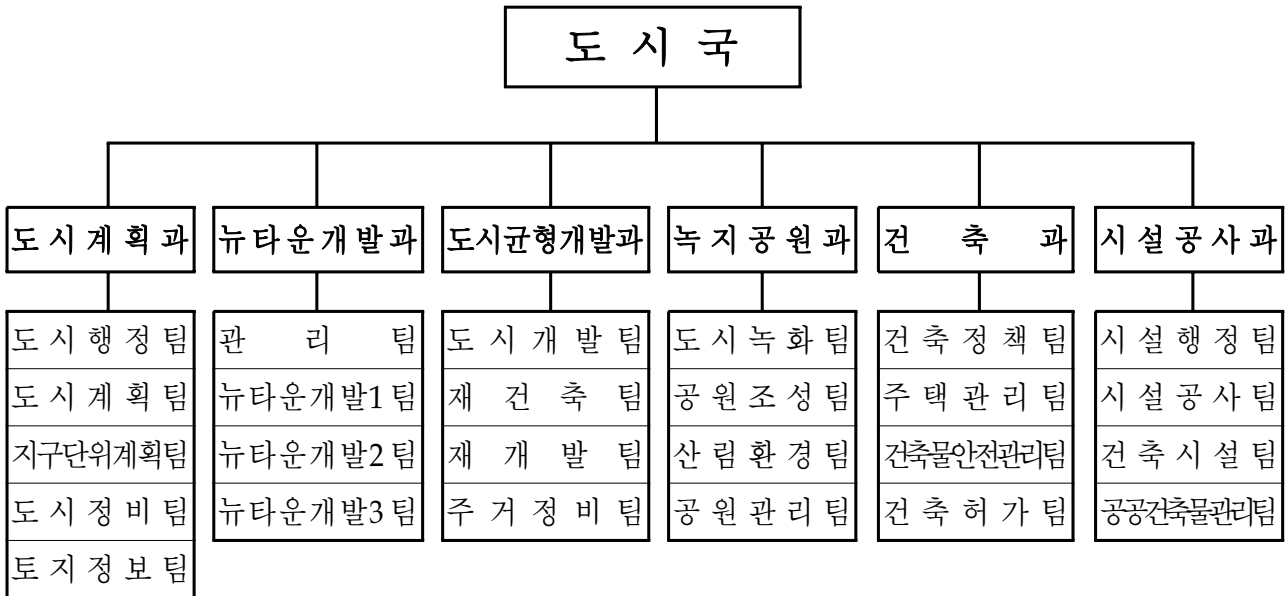 도시국
도시계획과 뉴타운개발과 도시균형개발과 녹지공원과 건축과 시설공사과
도시행정팀 관리팀 도시개발팀 도시녹화팀 건축정책팀 시설행정팀
도시계획팀 뉴타운개발1팀 재건축팀 공원조성팀 주택관리팀 시설공사팀
지구단위계획팀 뉴타운개발2팀 재개발팀 산림환경팀 건축물안전관리팀 건축시설팀
도시정비팀 뉴타운개발3팀 주거정비팀 공원관리팀 건축허가팀 공공건축물관리팀
토지정보팀